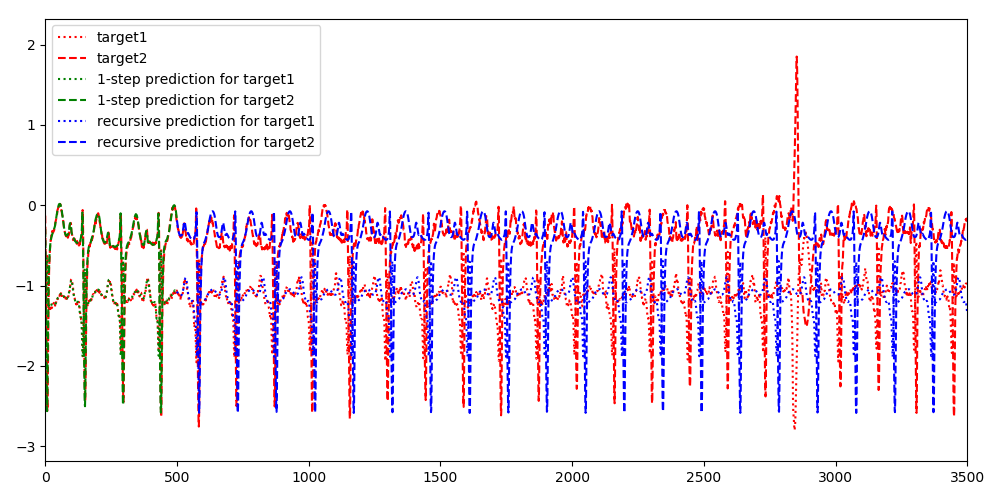 target1
target2
1-step prediction for target1
1-step prediction for target2
recursive prediction for target1
recursive prediction for target2
2
1
0
−1
−2
−3
0 500 1000 1500 2000 2500 3000 3500